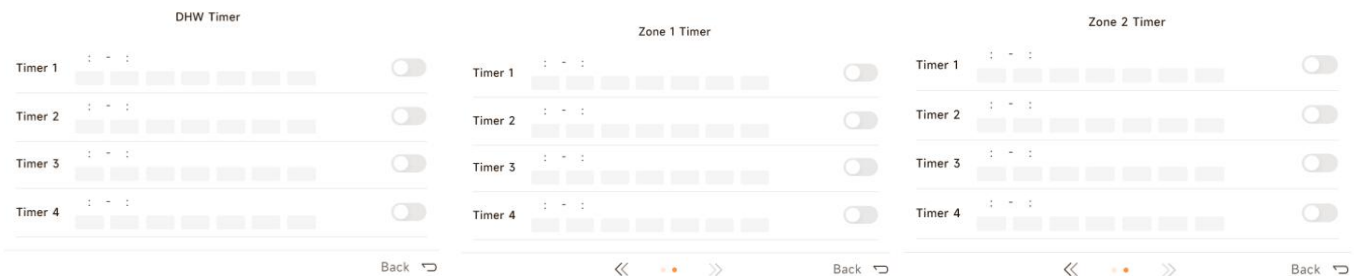 DHW Timer
Timer 1 : - :
Timer 2 : - :
Timer 3 : - :
Timer 4 : - :
Back
Zone 1 Timer
Timer 1 : - :
Timer 2 : - :
Timer 3 : - :
Timer 4 : - :
Back
Zone 2 Timer
Timer 1 : - :
Timer 2 : - :
Timer 3 : - :
Timer 4 : - :
Back